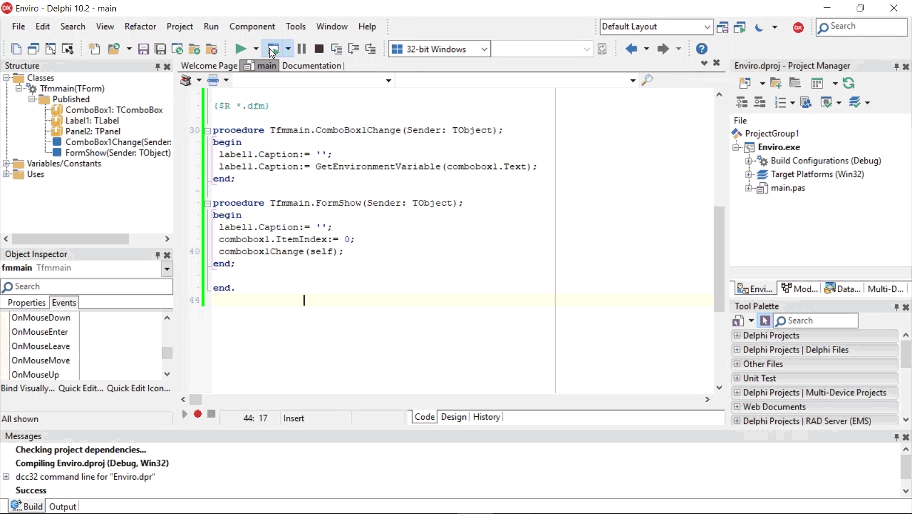 DX Enviro - Delphi 10.2 - main
File Edit Search View Refactor Project Run Component Tools Window Help
Default Layout
Search
32-bit Windows
Structure
Classes
Tfmmain(TForm)
Published
ComboBox1: TComboBox
Label1: TLabel
Panel2: TPanel
ComboBox1Change(Sender:
FormShow(Sender: TObject)
Variables/Constants
Uses
Object Inspector
fmmain Tfmmain
Search
Properties Events
OnMouseDown
OnMouseEnter
OnMouseLeave
OnMouseMove
OnMouseUp
Bind Visually... Quick Edit... Quick Edit Icon...
All shown
Welcome Page main Documentation
{$R *.dfm}
30 procedure Tfmmain.ComboBox1Change(Sender: TObject);
begin
label1.Caption:= '';
label1.Caption:= GetEnvironmentVariable(combobox1.Text);
end;
procedure Tfmmain.FormShow(Sender: TObject);
begin
label1.Caption:= '';
combobox1.ItemIndex:= 0;
40 combobox1Change(self);
end;
end.
44
44: 17 Insert
Code Design History
Enviro.dproj - Project Manager
File
ProjectGroup1
Enviro.exe
Build Configurations (Debug)
Target Platforms (Win32)
main.pas
Envi... Mod... Data... Multi-D...
Tool Palette
Search
Delphi Projects
Delphi Projects | Delphi Files
Other Files
Unit Test
Delphi Projects | Multi-Device Projects
Web Documents
Delphi Projects | RAD Server (EMS)
Messages
Checking project dependencies...
Compiling Enviro.dproj (Debug, Win32)
dcc32 command line for "Enviro.dpr"
Success
Build Output